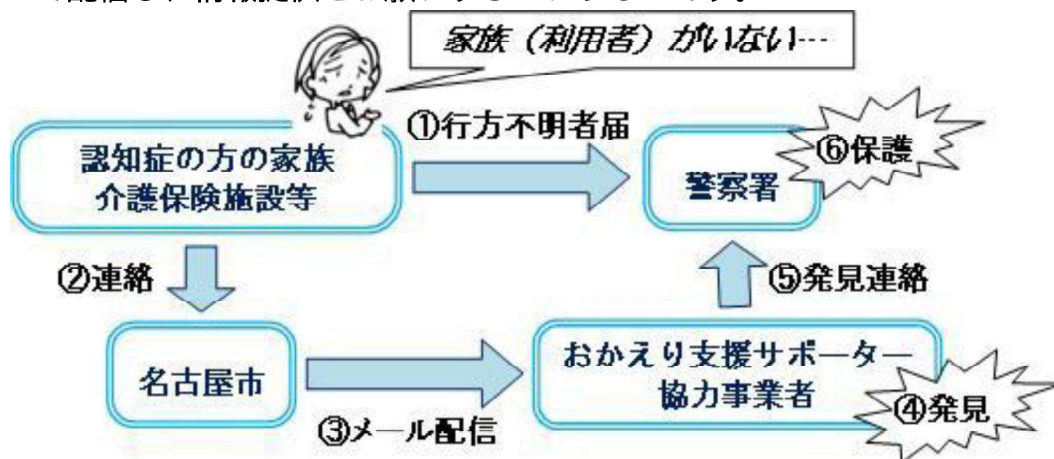 家族（利用者）がいない…
①行方不明者届
認知症の方の家族
介護保険施設等
警察署
⑥保護
②連絡
⑤発見連絡
名古屋市
③メール配信
おかえり支援サポーター
協力事業者
④発見